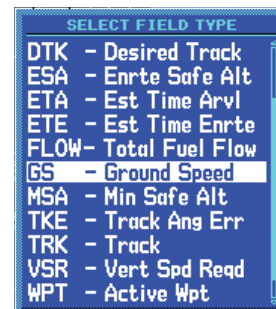 SELECT FIELD TYPE
DTK - Desired Track
ESA - Enrte Safe Alt
ETA - Est Time Arvl
ETE - Est Time Enrte
FLOW- Total Fuel Flow
GS - Ground Speed
MSA - Min Safe Alt
TKE - Track Ang Err
TRK - Track
VSR - Vert Spd Reqd
WPT - Active Wpt